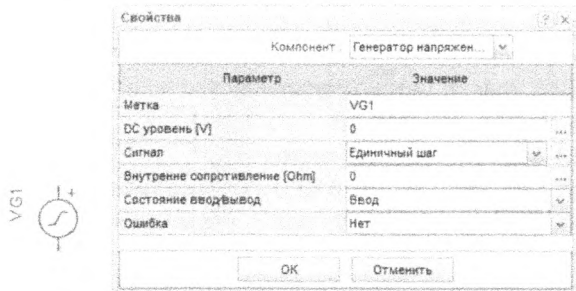 Свойства
Компонент Генератор напряжен...
Параметр Значение
Метка VG1
DC уровень [V] 0 ...
Сигнал Единичный шаг ...
Внутренне сопротивление [Ohm] 0 ...
Состояние ввод/вывод Ввод
Ошибка Нет
OK Отменить
VG1
+